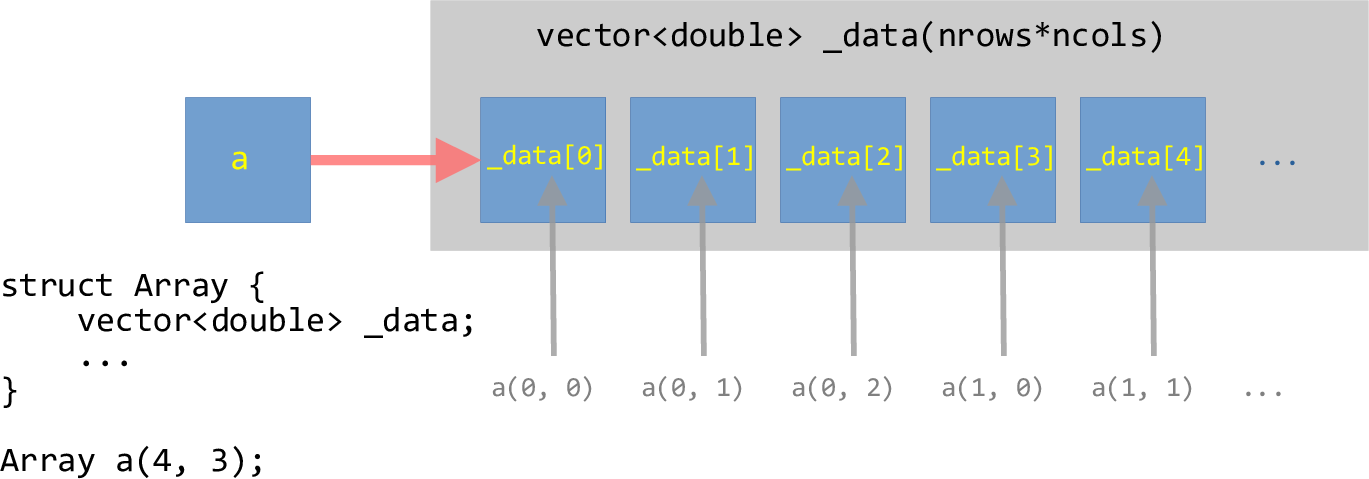 vector<double> _data(nrows*ncols)
a
_data[0] _data[1] _data[2] _data[3] _data[4] ...
struct Array {
    vector<double> _data;
    ...
}
a(0, 0) a(0, 1) a(0, 2) a(1, 0) a(1, 1) ...
Array a(4, 3);